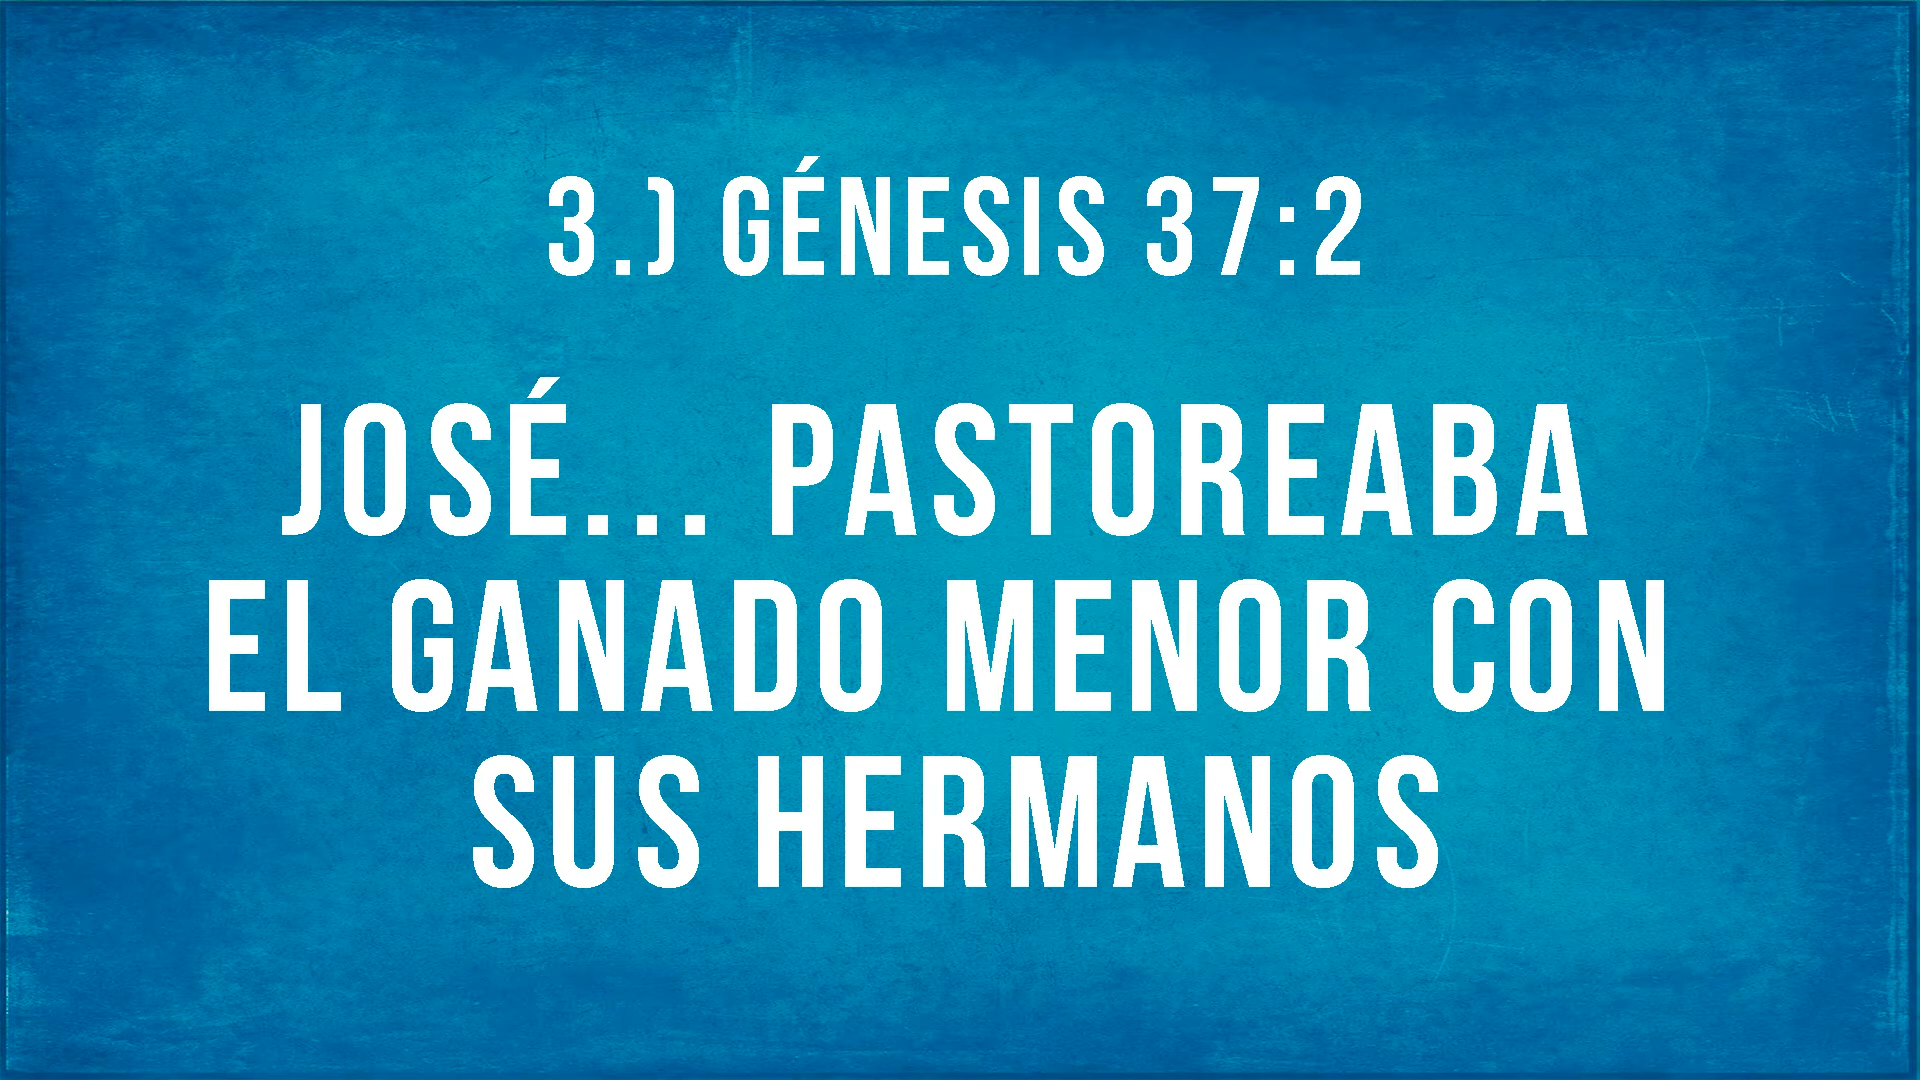 3.) GÉNESIS 37:2
JOSÉ... PASTOREABA
EL GANADO MENOR CON
SUS HERMANOS